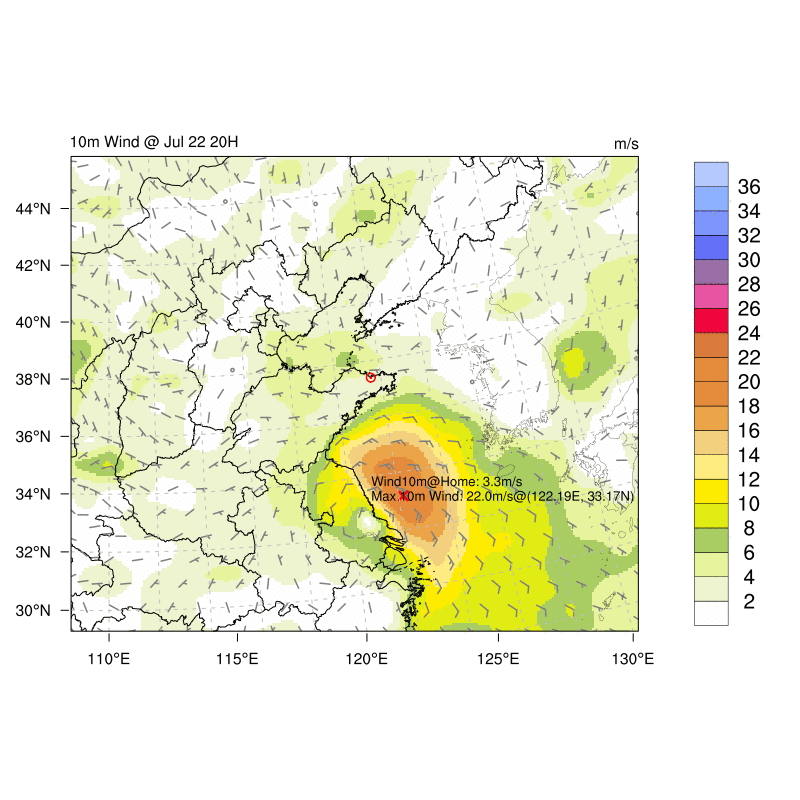 10m Wind @ Jul 22 20H
m/s
44°N
42°N
40°N
38°N
36°N
34°N
32°N
30°N
Wind10m@Home: 3.3m/s
Max 10m Wind: 22.0m/s@(122.19E, 33.17N)
110°E 115°E 120°E 125°E 130°E
36
34
32
30
28
26
24
22
20
18
16
14
12
10
8
6
4
2